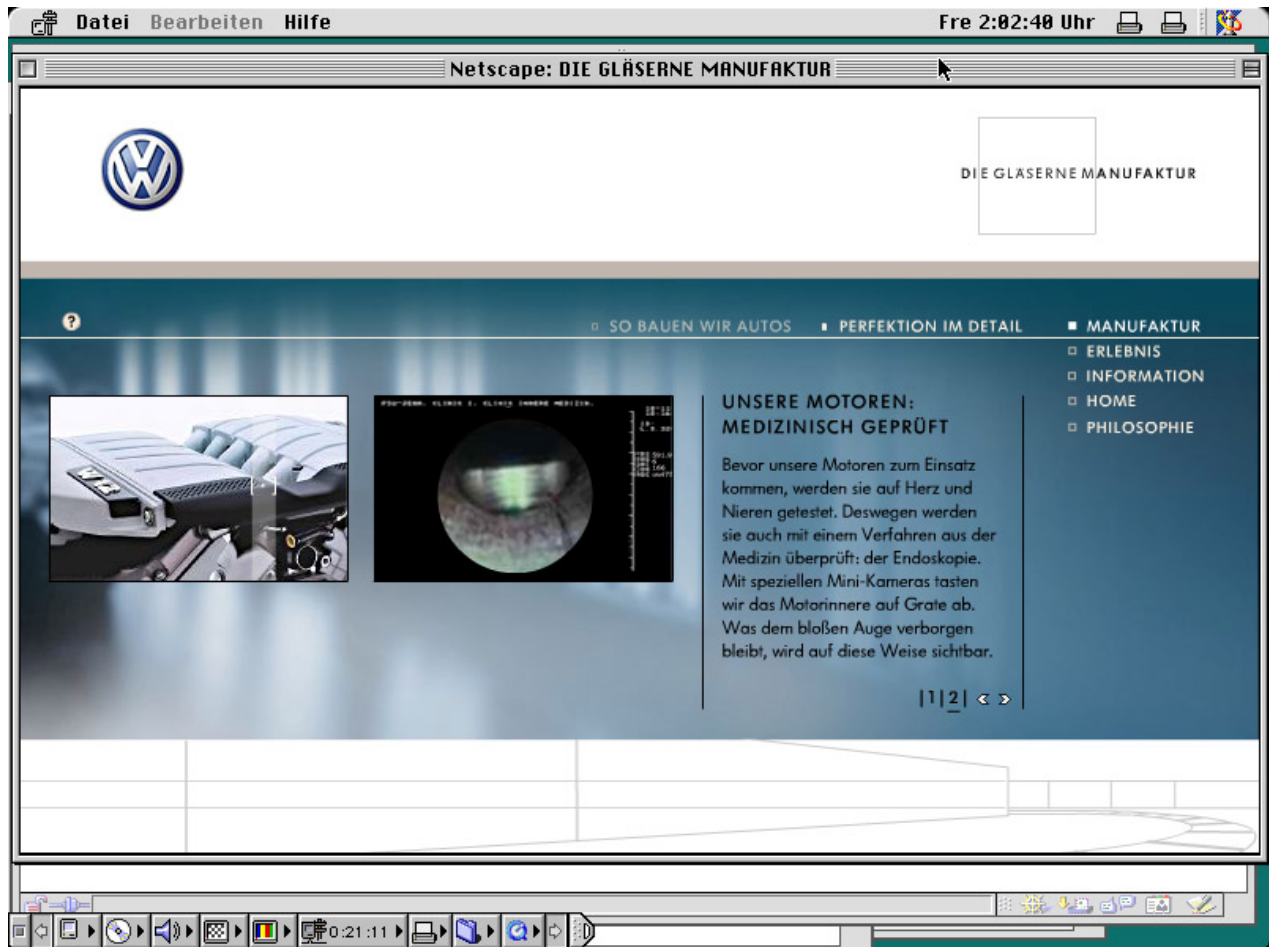 Datei Bearbeiten Hilfe
Fre 2:02:40 Uhr
Netscape: DIE GLÄSERNE MANUFAKTUR
VW
DIE GLÄSERNE MANUFAKTUR
?
SO BAUEN WIR AUTOS
PERFEKTION IM DETAIL
MANUFAKTUR
ERLEBNIS
INFORMATION
HOME
PHILOSOPHIE
UNSERE MOTOREN:
MEDIZINISCH GEPRÜFT
Bevor unsere Motoren zum Einsatz
kommen, werden sie auf Herz und
Nieren getestet. Deswegen werden
sie auch mit einem Verfahren aus der
Medizin überprüft: der Endoskopie.
Mit speziellen Mini-Kameras tasten
wir das Motorinnere auf Grate ab.
Was dem bloßen Auge verborgen
bleibt, wird auf diese Weise sichtbar.
|1|2|
0:21:11